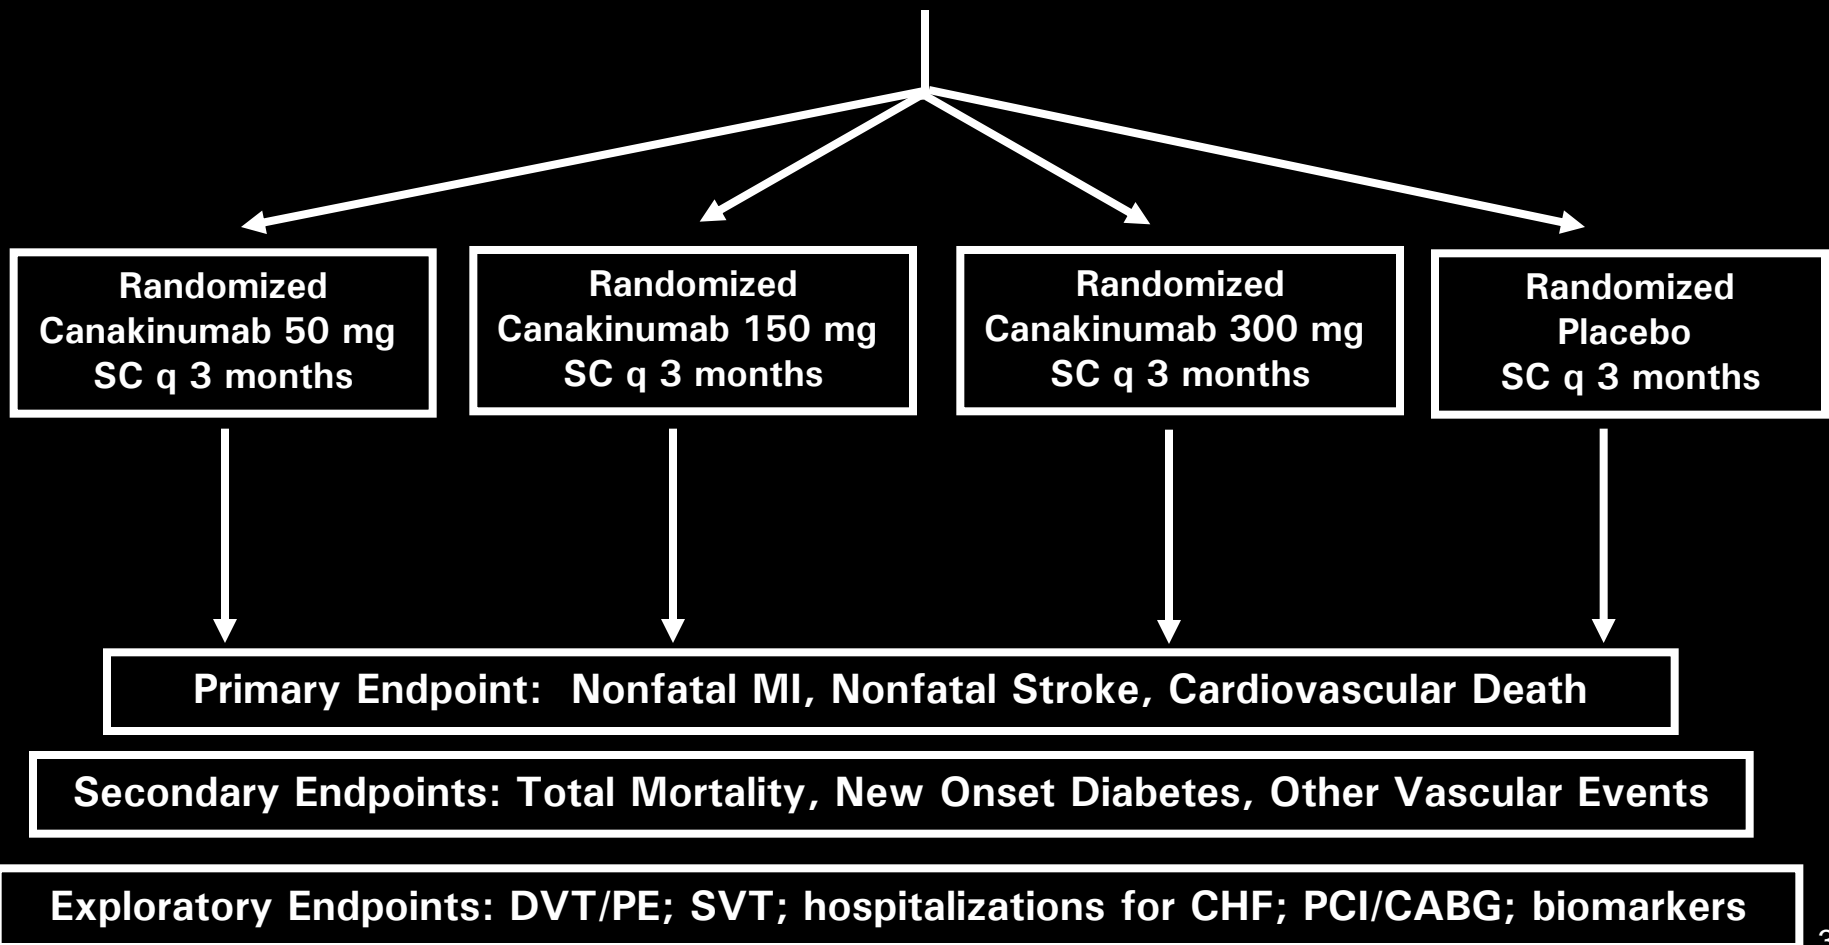 Randomized
Canakinumab 50 mg
SC q 3 months
Randomized
Canakinumab 150 mg
SC q 3 months
Randomized
Canakinumab 300 mg
SC q 3 months
Randomized
Placebo
SC q 3 months
Primary Endpoint: Nonfatal MI, Nonfatal Stroke, Cardiovascular Death
Secondary Endpoints: Total Mortality, New Onset Diabetes, Other Vascular Events
Exploratory Endpoints: DVT/PE; SVT; hospitalizations for CHF; PCI/CABG; biomarkers